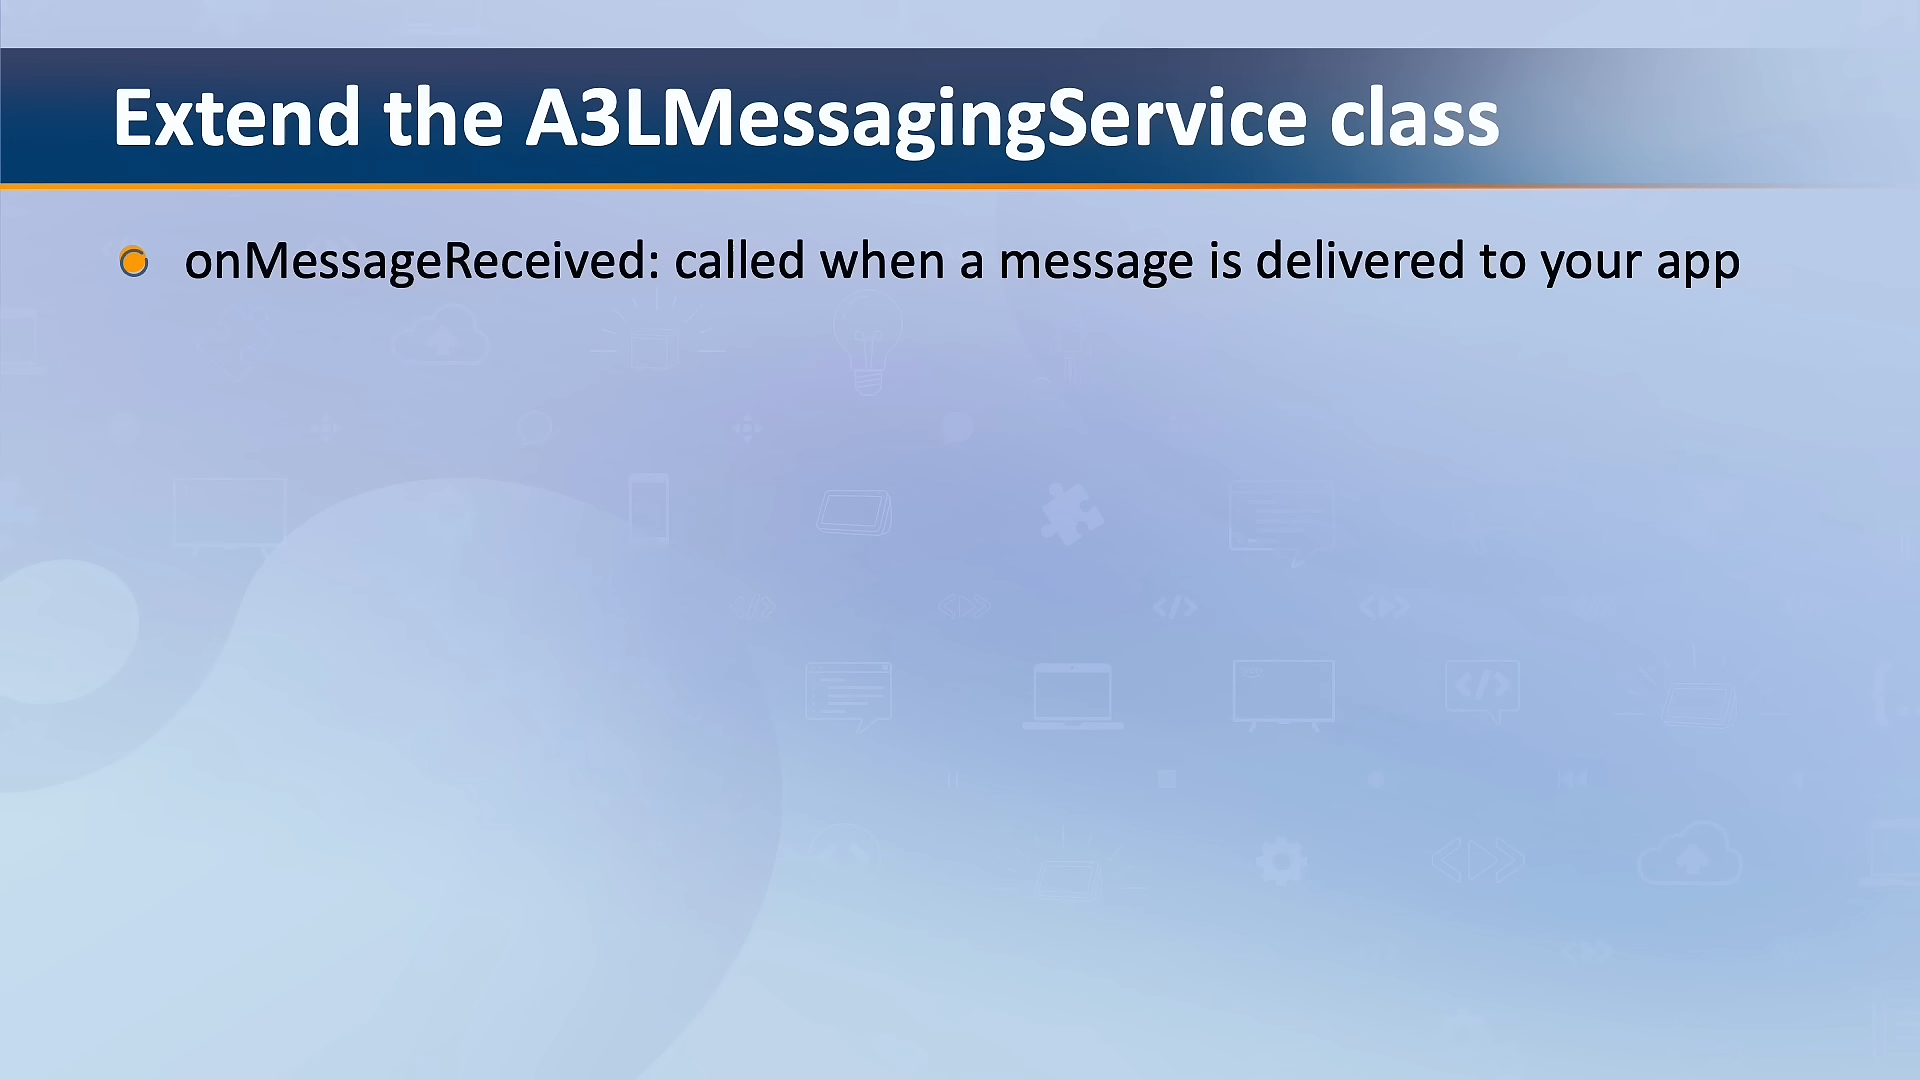 Extend the A3LMessagingService class
onMessageReceived: called when a message is delivered to your app